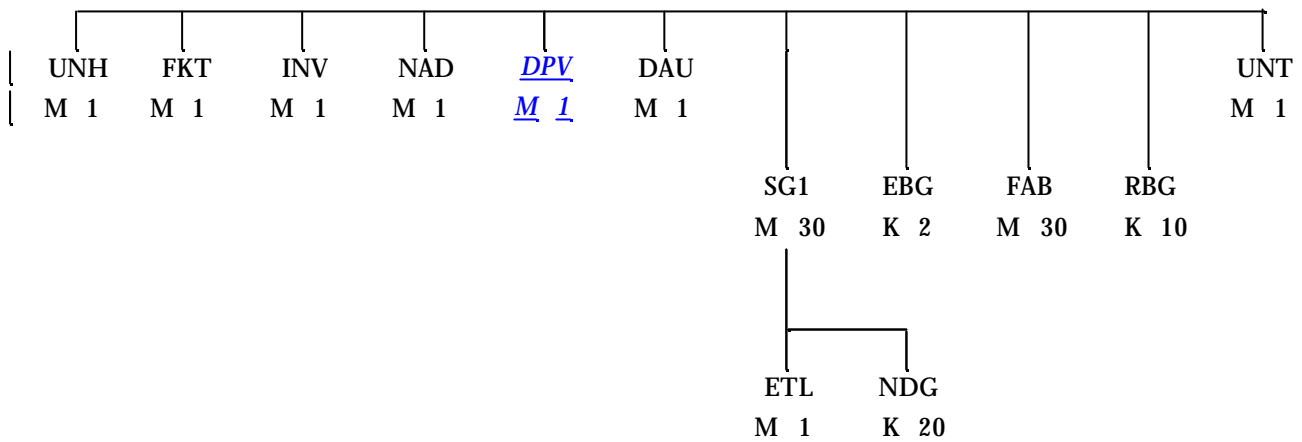 UNH FKT INV NAD DPV DAU UNT
M 1 M 1 M 1 M 1 M 1 M 1 M 1
SG1 EBG FAB RBG
M 30 K 2 M 30 K 10
ETL NDG
M 1 K 20